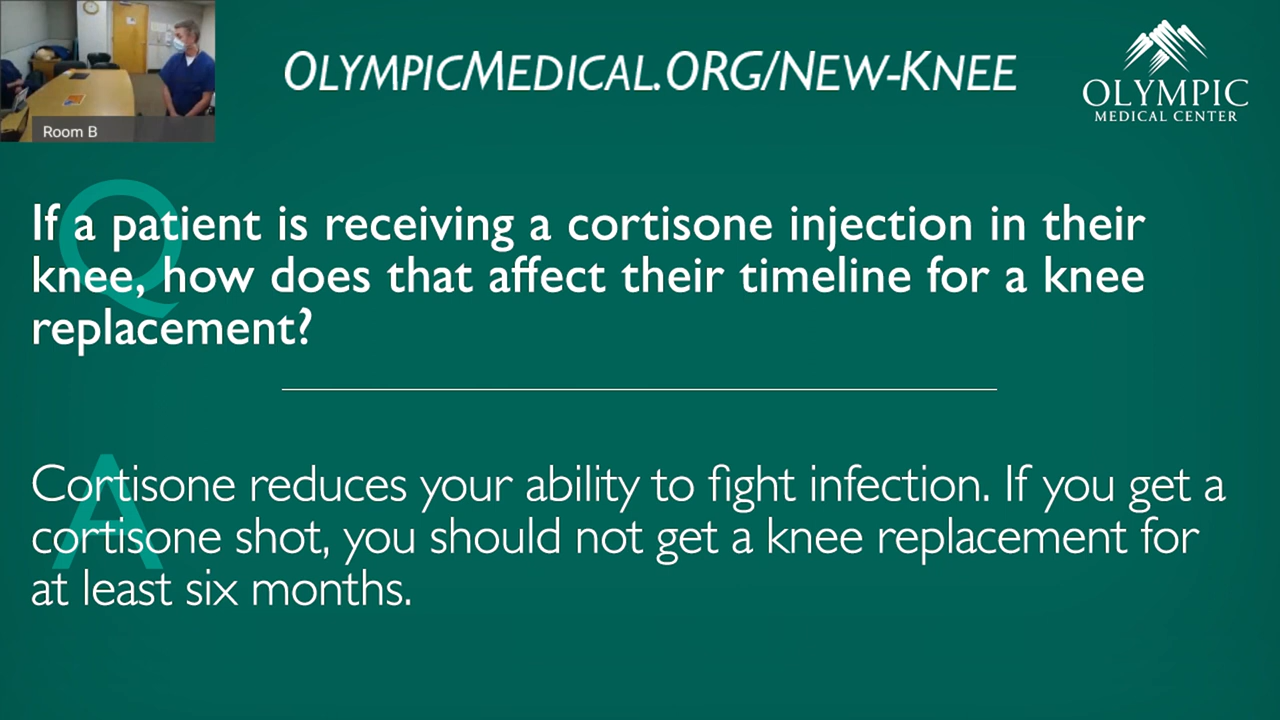 OLYMPICMEDICAL.ORG/NEW-KNEE
OLYMPIC
MEDICAL CENTER
Room B
Q
If a patient is receiving a cortisone injection in their
knee, how does that affect their timeline for a knee
replacement?
A
Cortisone reduces your ability to fight infection. If you get a
cortisone shot, you should not get a knee replacement for
at least six months.